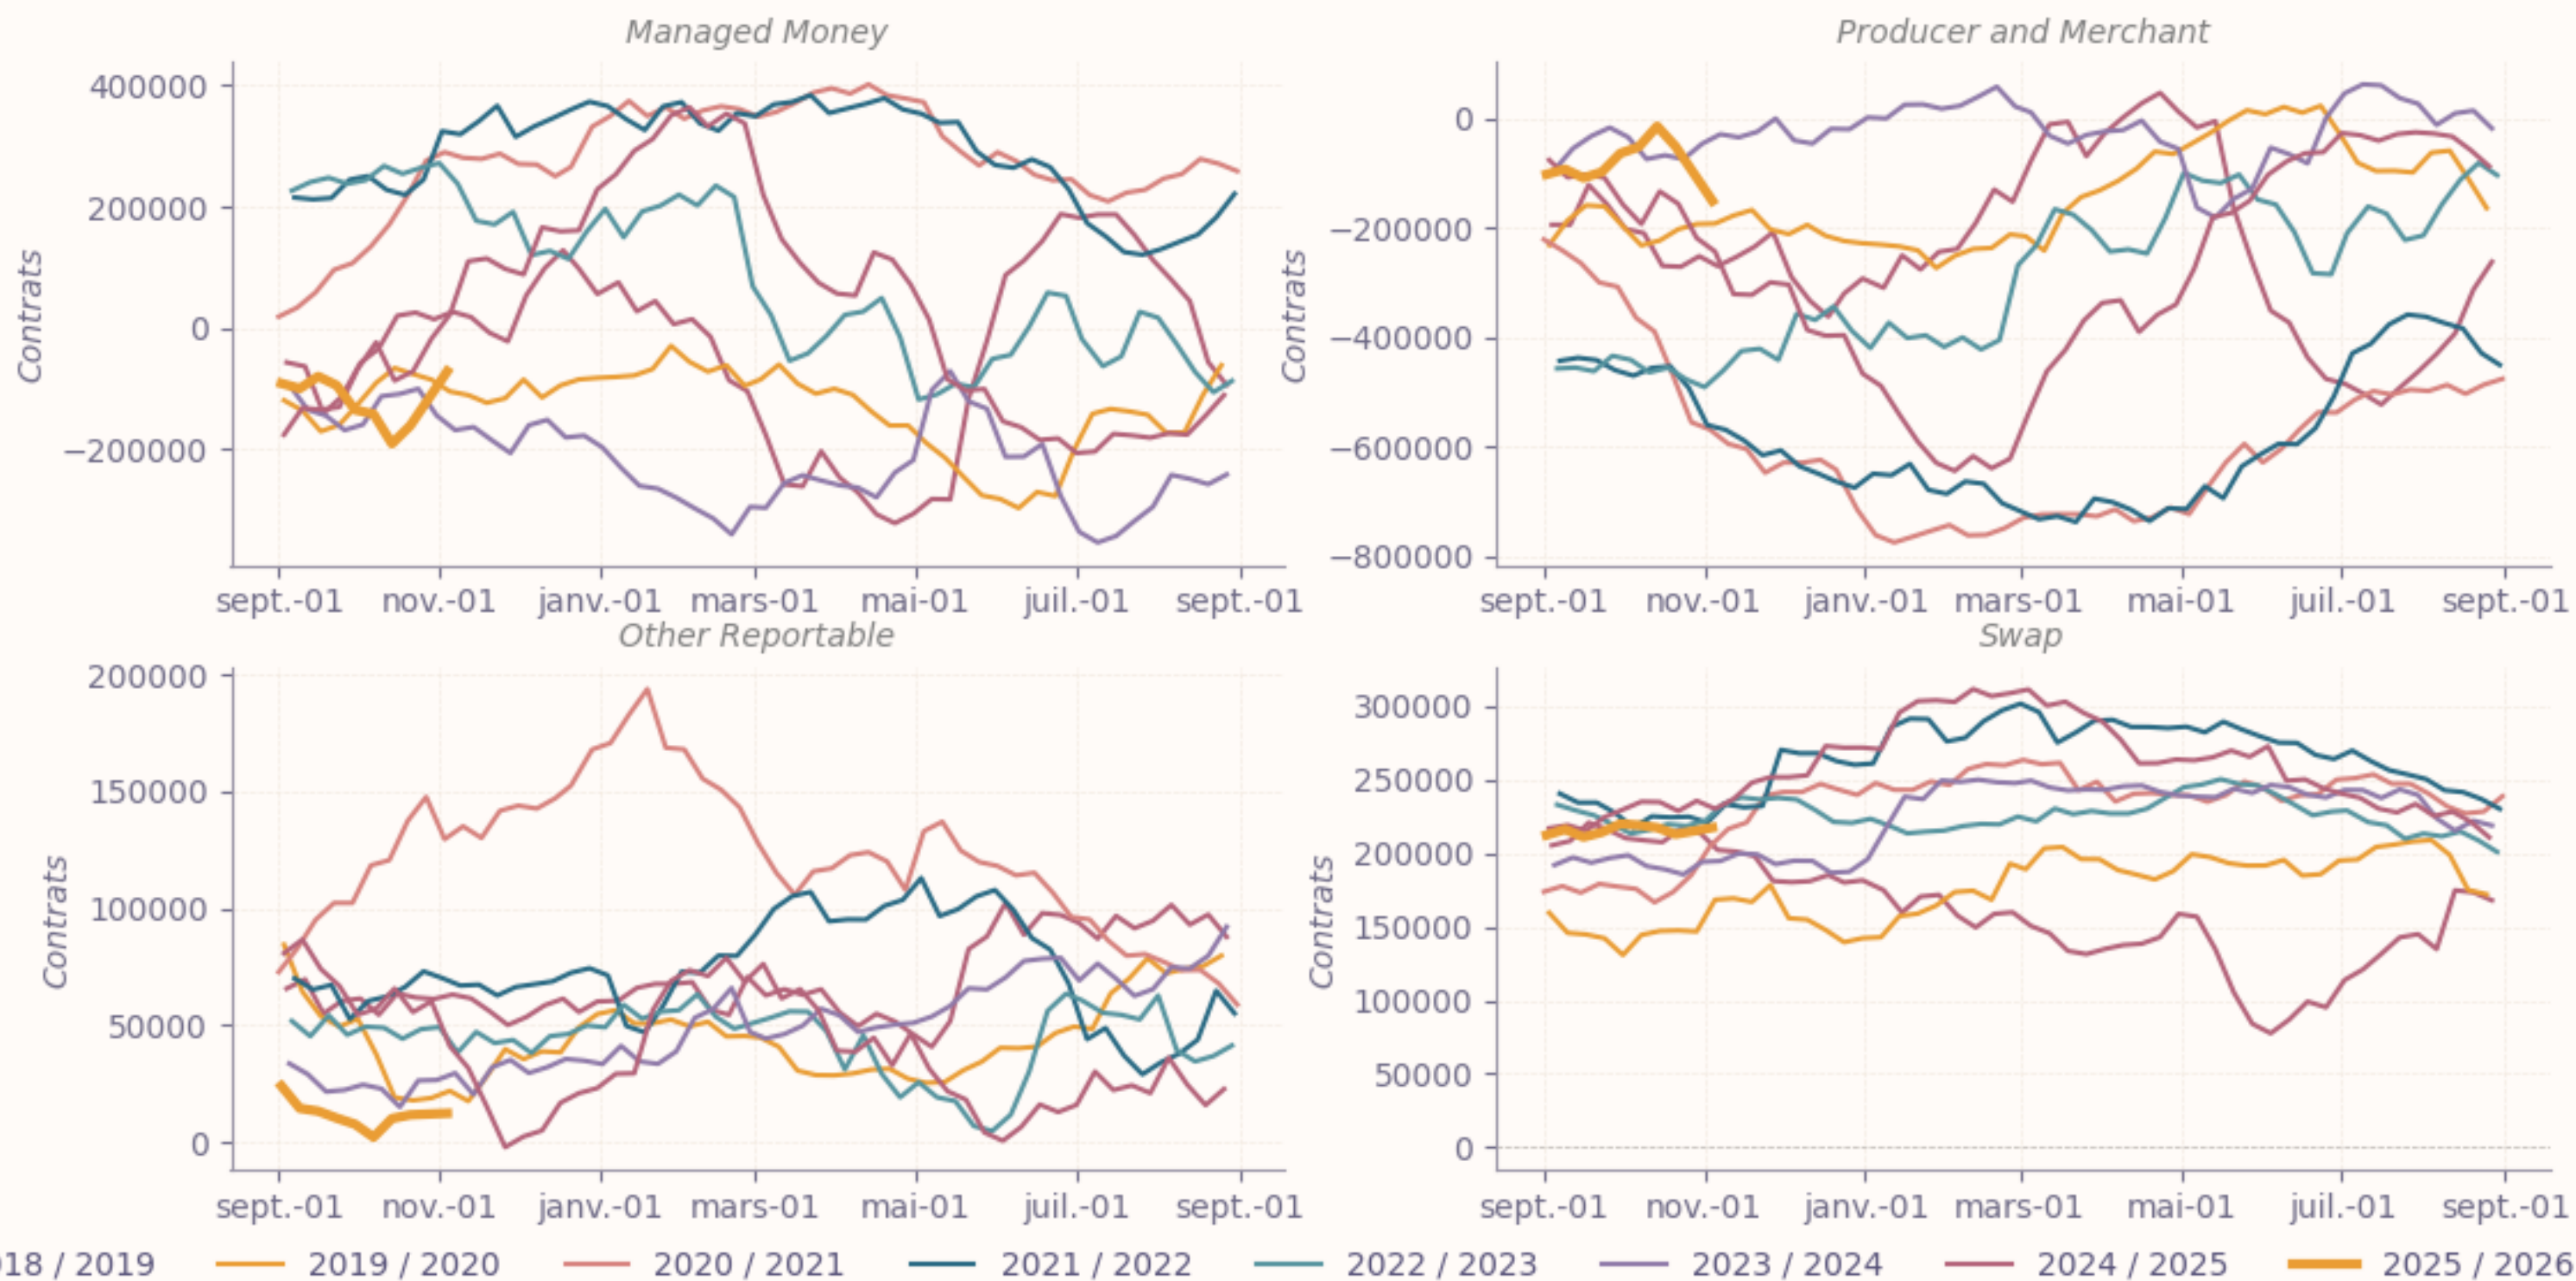 Managed Money
Contrats
400000
200000
0
−200000
sept.-01 nov.-01 janv.-01 mars-01 mai-01 juil.-01 sept.-01
Producer and Merchant
Contrats
0
−200000
−400000
−600000
−800000
sept.-01 nov.-01 janv.-01 mars-01 mai-01 juil.-01 sept.-01
Other Reportable
Contrats
200000
150000
100000
50000
0
sept.-01 nov.-01 janv.-01 mars-01 mai-01 juil.-01 sept.-01
Swap
Contrats
300000
250000
200000
150000
100000
50000
0
sept.-01 nov.-01 janv.-01 mars-01 mai-01 juil.-01 sept.-01
18 / 2019 2019 / 2020 2020 / 2021 2021 / 2022 2022 / 2023 2023 / 2024 2024 / 2025 2025 / 2026